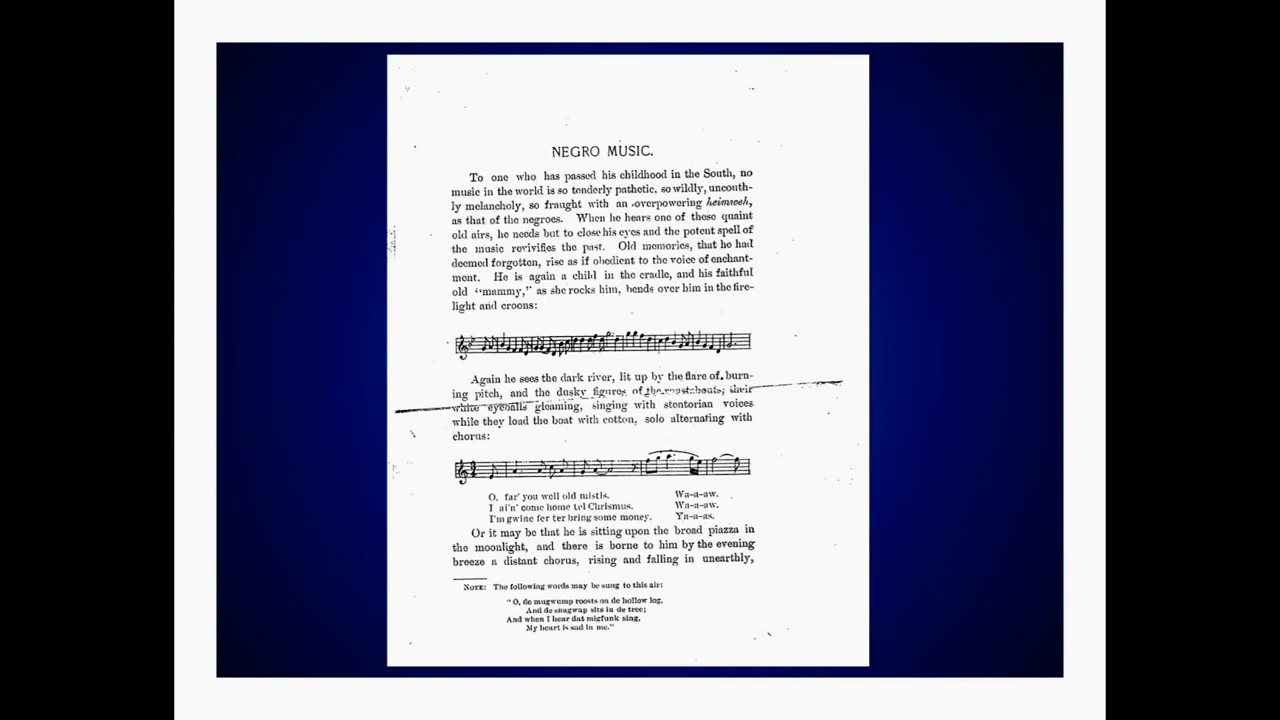 NEGRO MUSIC.
To one who has passed his childhood in the South, no
music in the world is so tenderly pathetic, so wildly, uncouth-
ly melancholy, so fraught with an overpowering heimweh,
as that of the negroes. When he hears one of these quaint
old airs, he needs but to close his eyes and the potent spell of
the music revivifies the past. Old memories, that he had
deemed forgotten, rise as if obedient to the voice of enchant-
ment. He is again a child in the cradle, and his faithful
old "mammy," as she rocks him, bends over him in the fire-
light and croons:
Again he sees the dark river, lit up by the flare of burn-
ing pitch, and the dusky figures of the roustabouts, their
white eyeballs gleaming, singing with stentorian voices
while they load the boat with cotton, solo alternating with
chorus:
O, far' you well old mistis. Wa-a-aw.
I ain' come home tel Chrismus. Wa-a-aw.
I'm gwine fer ter bring some money. Ya-a-as.
Or it may be that he is sitting upon the broad piazza in
the moonlight, and there is borne to him by the evening
breeze a distant chorus, rising and falling in unearthly,
NOTE: The following words may be sung to this air:
"O, de mugwump roosts on de hollow log,
And de snagwap sits in de tree;
And when I hear dat migfunk sing,
My heart is sad in me."